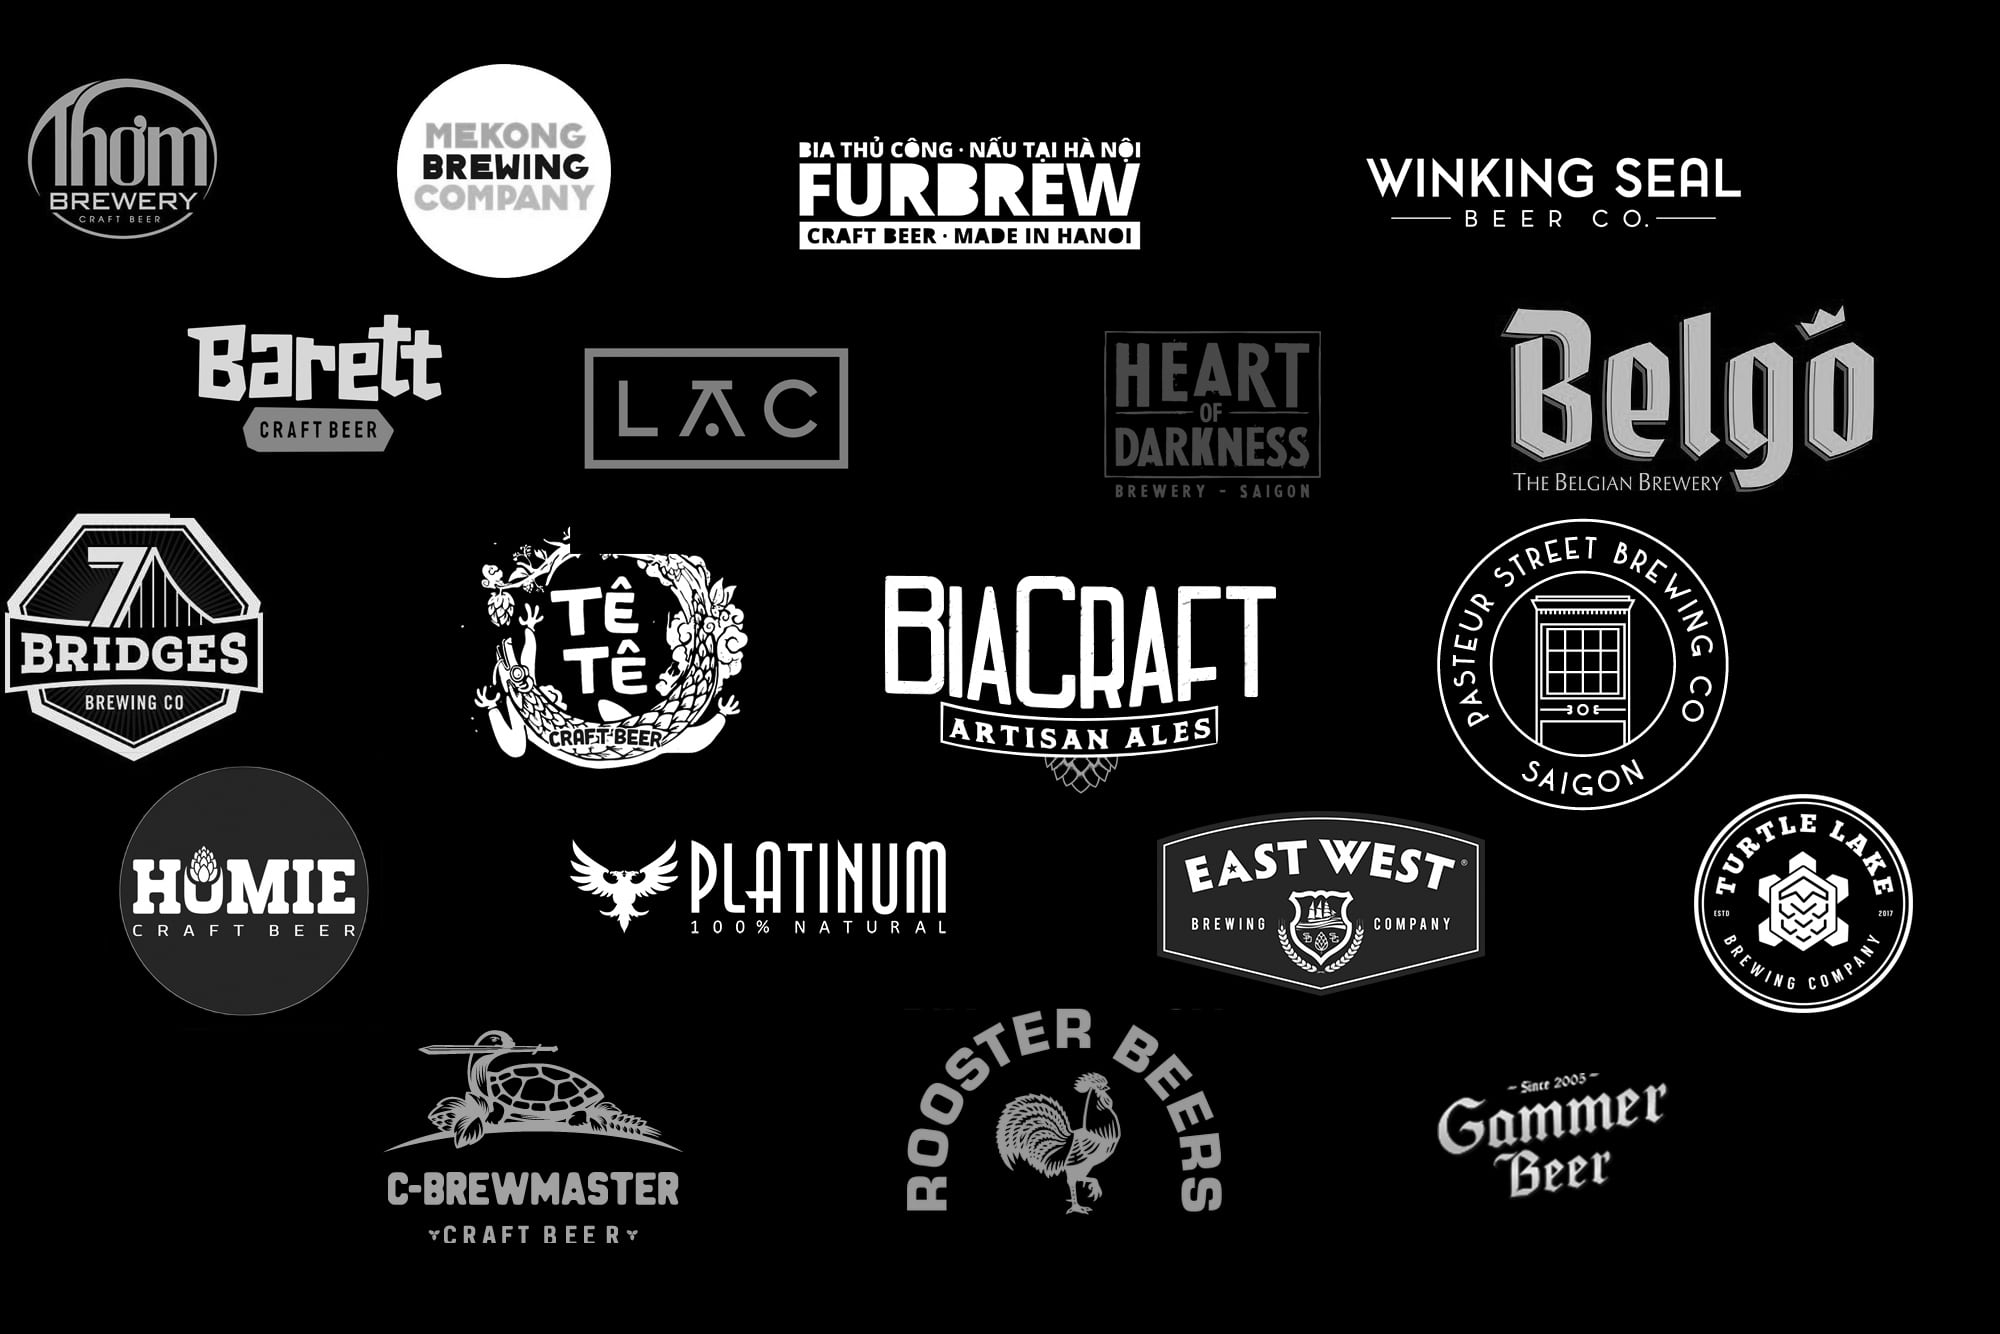 Thơm
BREWERY
CRAFT BEER
MEKONG
BREWING
COMPANY
BIA THỦ CÔNG · NẤU TẠI HÀ NỘI
FURBREW
CRAFT BEER · MADE IN HANOI
WINKING SEAL
BEER CO.
Barett
CRAFT BEER
LAC
HEART
OF
DARKNESS
BREWERY - SAIGON
Belgo
THE BELGIAN BREWERY
7
BRIDGES
BREWING CO
TÊ
TÊ
CRAFT BEER
BIACRAFT
ARTISAN ALES
PASTEUR STREET BREWING CO
SAIGON
HOMIE
CRAFT BEER
PLATINUM
100% NATURAL
EAST WEST®
BREWING COMPANY
TURTLE LAKE
ESTD 2017
BREWING COMPANY
C-BREWMASTER
CRAFT BEER
ROOSTER BEERS
~ Since 2005 ~
Gammer
Beer